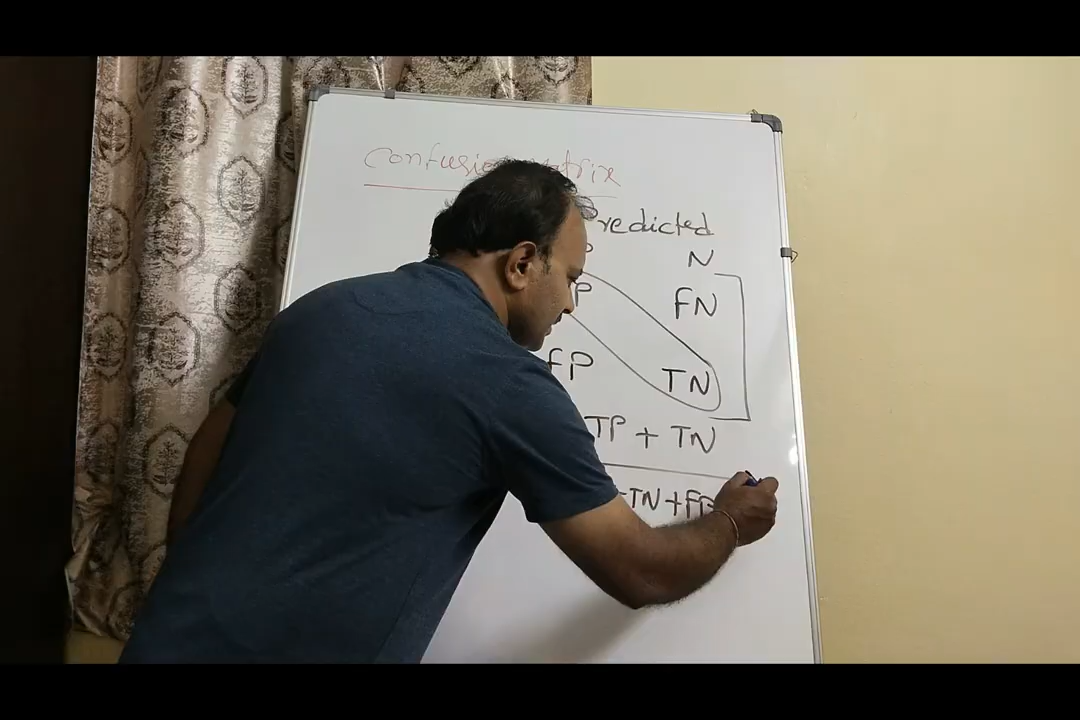 Confusion matrix
Predicted
P N
P FN
FP TN
TP + TN
TN + FP